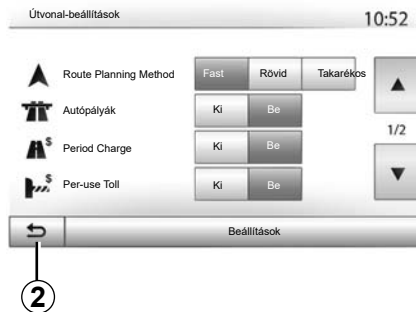 Útvonal-beállítások 10:52
Route Planning Method Fast Rövid Takarékos
Autópályák Ki Be
1/2
Period Charge Ki Be
Per-use Toll Ki Be
Beállítások
2